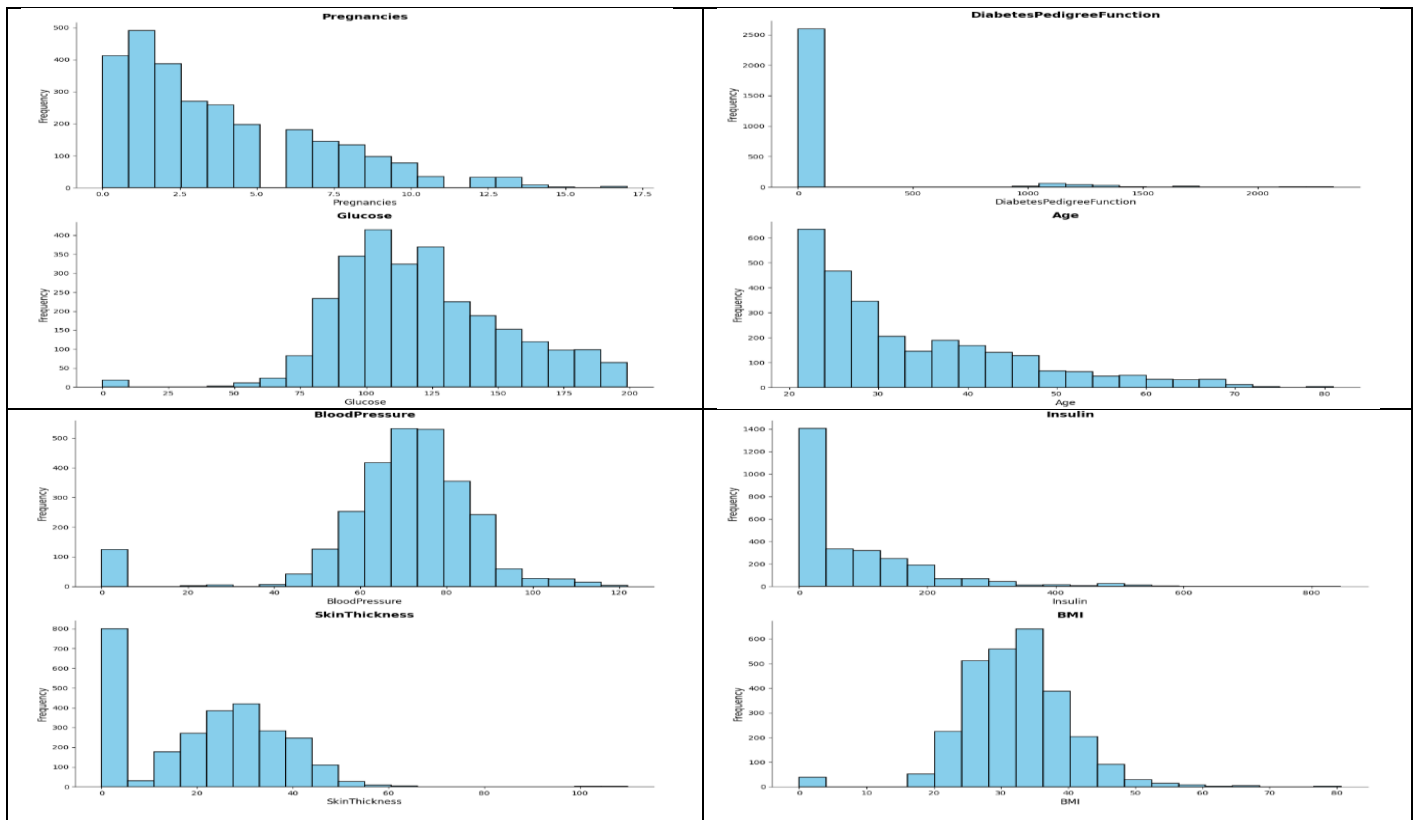 Pregnancies
500
400
300
200
100
0
Frequency
0.0 2.5 5.0 7.5 10.0 12.5 15.0 17.5
Pregnancies
Glucose
400
350
300
250
200
150
100
50
0
Frequency
0 25 50 75 100 125 150 175 200
Glucose
DiabetesPedigreeFunction
2500
2000
1500
1000
500
0
Frequency
0 500 1000 1500 2000
DiabetesPedigreeFunction
Age
600
500
400
300
200
100
0
Frequency
20 30 40 50 60 70 80
Age
BloodPressure
500
400
300
200
100
0
Frequency
0 20 40 60 80 100 120
BloodPressure
SkinThickness
800
700
600
500
400
300
200
100
0
Frequency
0 20 40 60 80 100
SkinThickness
Insulin
1400
1200
1000
800
600
400
200
0
Frequency
0 200 400 600 800
Insulin
BMI
600
500
400
300
200
100
0
Frequency
0 10 20 30 40 50 60 70 80
BMI